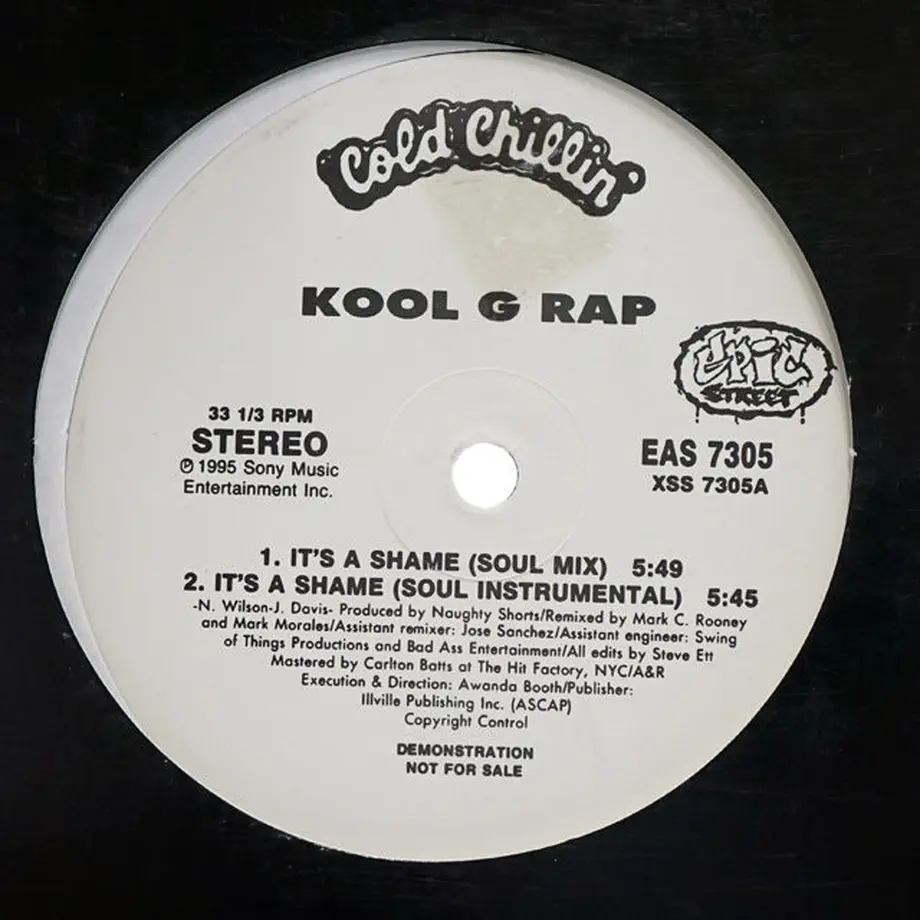 Cold Chillin'
KOOL G RAP
epic
STREET
33 1/3 RPM
STEREO
℗ 1995 Sony Music
Entertainment Inc.
EAS 7305
XSS 7305A
1. IT'S A SHAME (SOUL MIX) 5:49
2. IT'S A SHAME (SOUL INSTRUMENTAL) 5:45
-N. Wilson-J. Davis- Produced by Naughty Shorts/Remixed by Mark C. Rooney
and Mark Morales/Assistant remixer: Jose Sanchez/Assistant engineer: Swing
of Things Productions and Bad Ass Entertainment/All edits by Steve Ett
Mastered by Carlton Batts at The Hit Factory, NYC/A&R
Execution & Direction: Awanda Booth/Publisher:
Illville Publishing Inc. (ASCAP)
Copyright Control
DEMONSTRATION
NOT FOR SALE